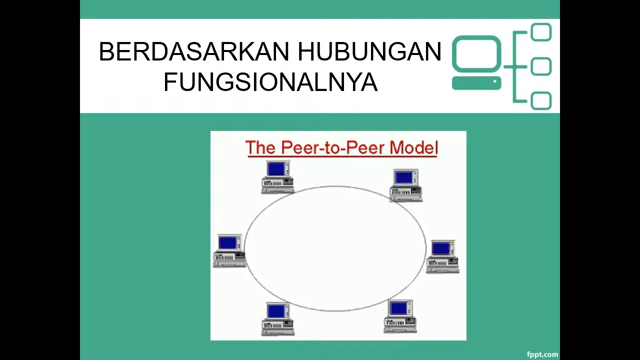 BERDASARKAN HUBUNGAN
FUNGSIONALNYA
The Peer-to-Peer Model
fppt.com